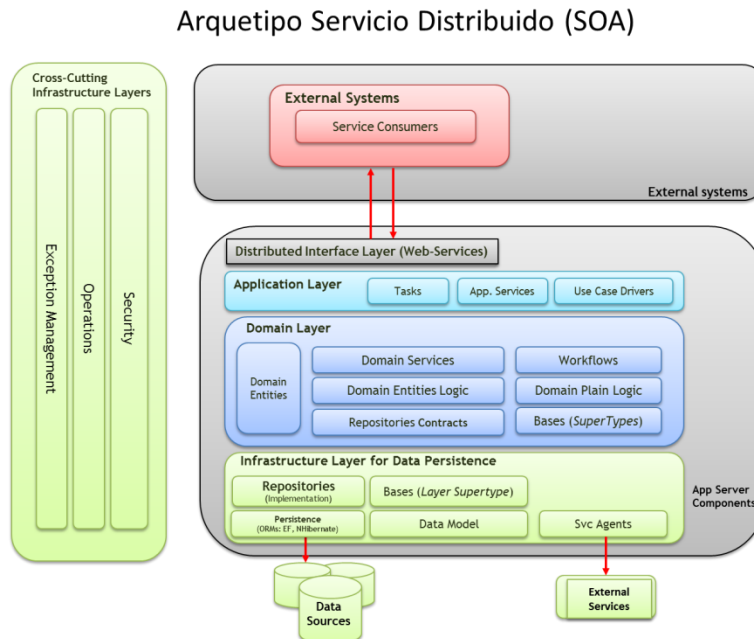 Arquetipo Servicio Distribuido (SOA)
Cross-Cutting
Infrastructure Layers
Exception Management
Operations
Security
External Systems
Service Consumers
External systems
Distributed Interface Layer (Web-Services)
Application Layer
Tasks
App. Services
Use Case Drivers
Domain Layer
Domain
Entities
Domain Services
Workflows
Domain Entities Logic
Domain Plain Logic
Repositories Contracts
Bases (SuperTypes)
Infrastructure Layer for Data Persistence
Repositories
(Implementation)
Bases (Layer Supertype)
Persistence
(ORMs: EF, NHibernate)
Data Model
Svc Agents
App Server
Components
Data
Sources
External
Services